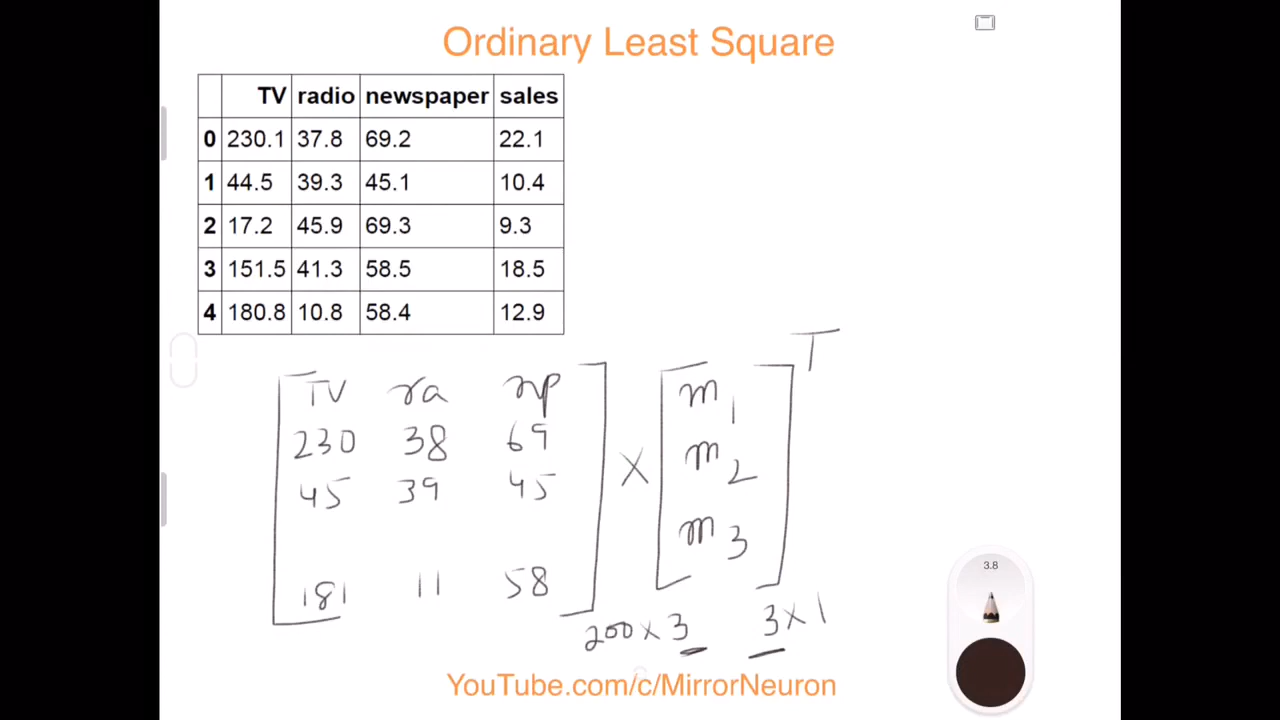 Ordinary Least Square
TV radio newspaper sales
0 230.1 37.8 69.2 22.1
1 44.5 39.3 45.1 10.4
2 17.2 45.9 69.3 9.3
3 151.5 41.3 58.5 18.5
4 180.8 10.8 58.4 12.9
T
TV ra np m1
230 38 69
45 39 45 × m2
m3
181 11 58
200 × 3 3 × 1
3.8
YouTube.com/c/MirrorNeuron